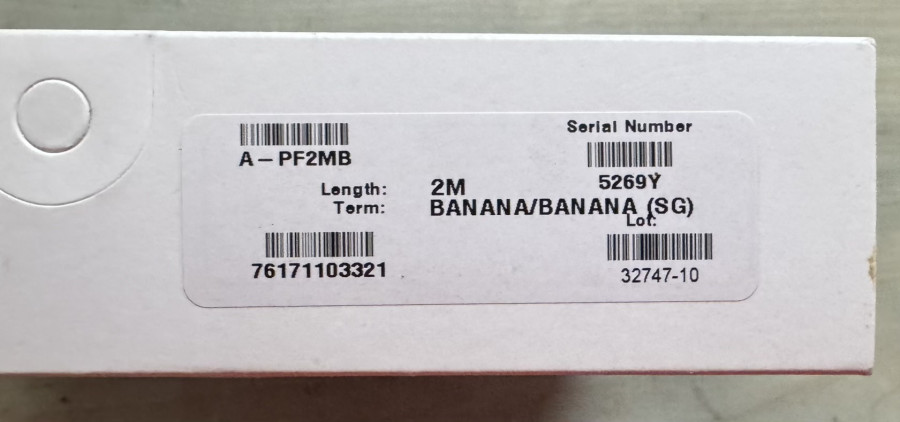 A-PF2MB
Serial Number
5269Y
Length: 2M
Term: BANANA/BANANA (SG)
Lot:
76171103321
32747-10